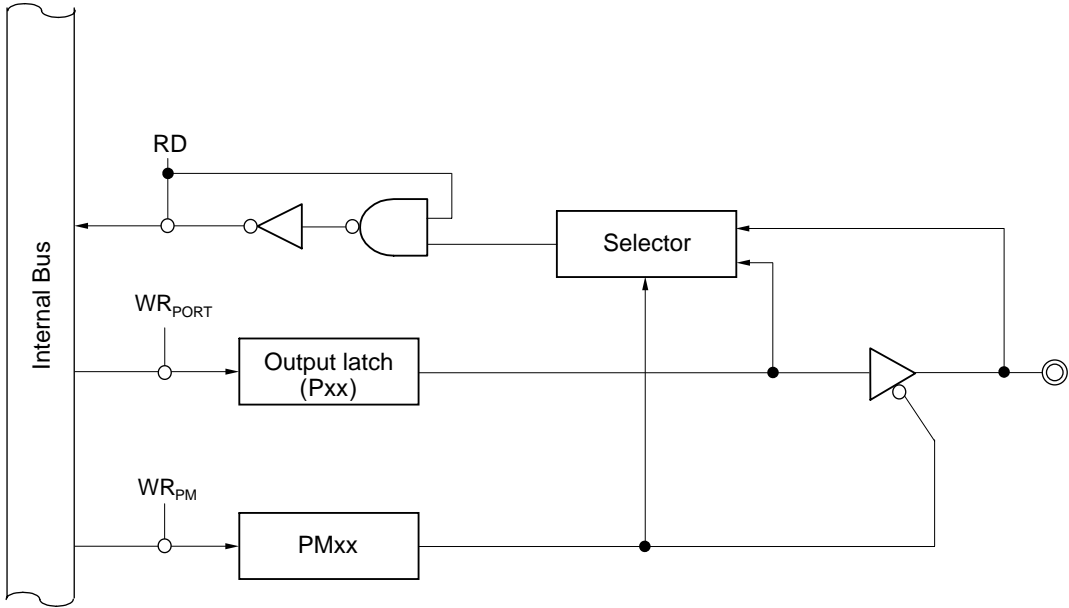 RD
Selector
Internal Bus
WRPORT
Output latch
(Pxx)
WRPM
PMxx